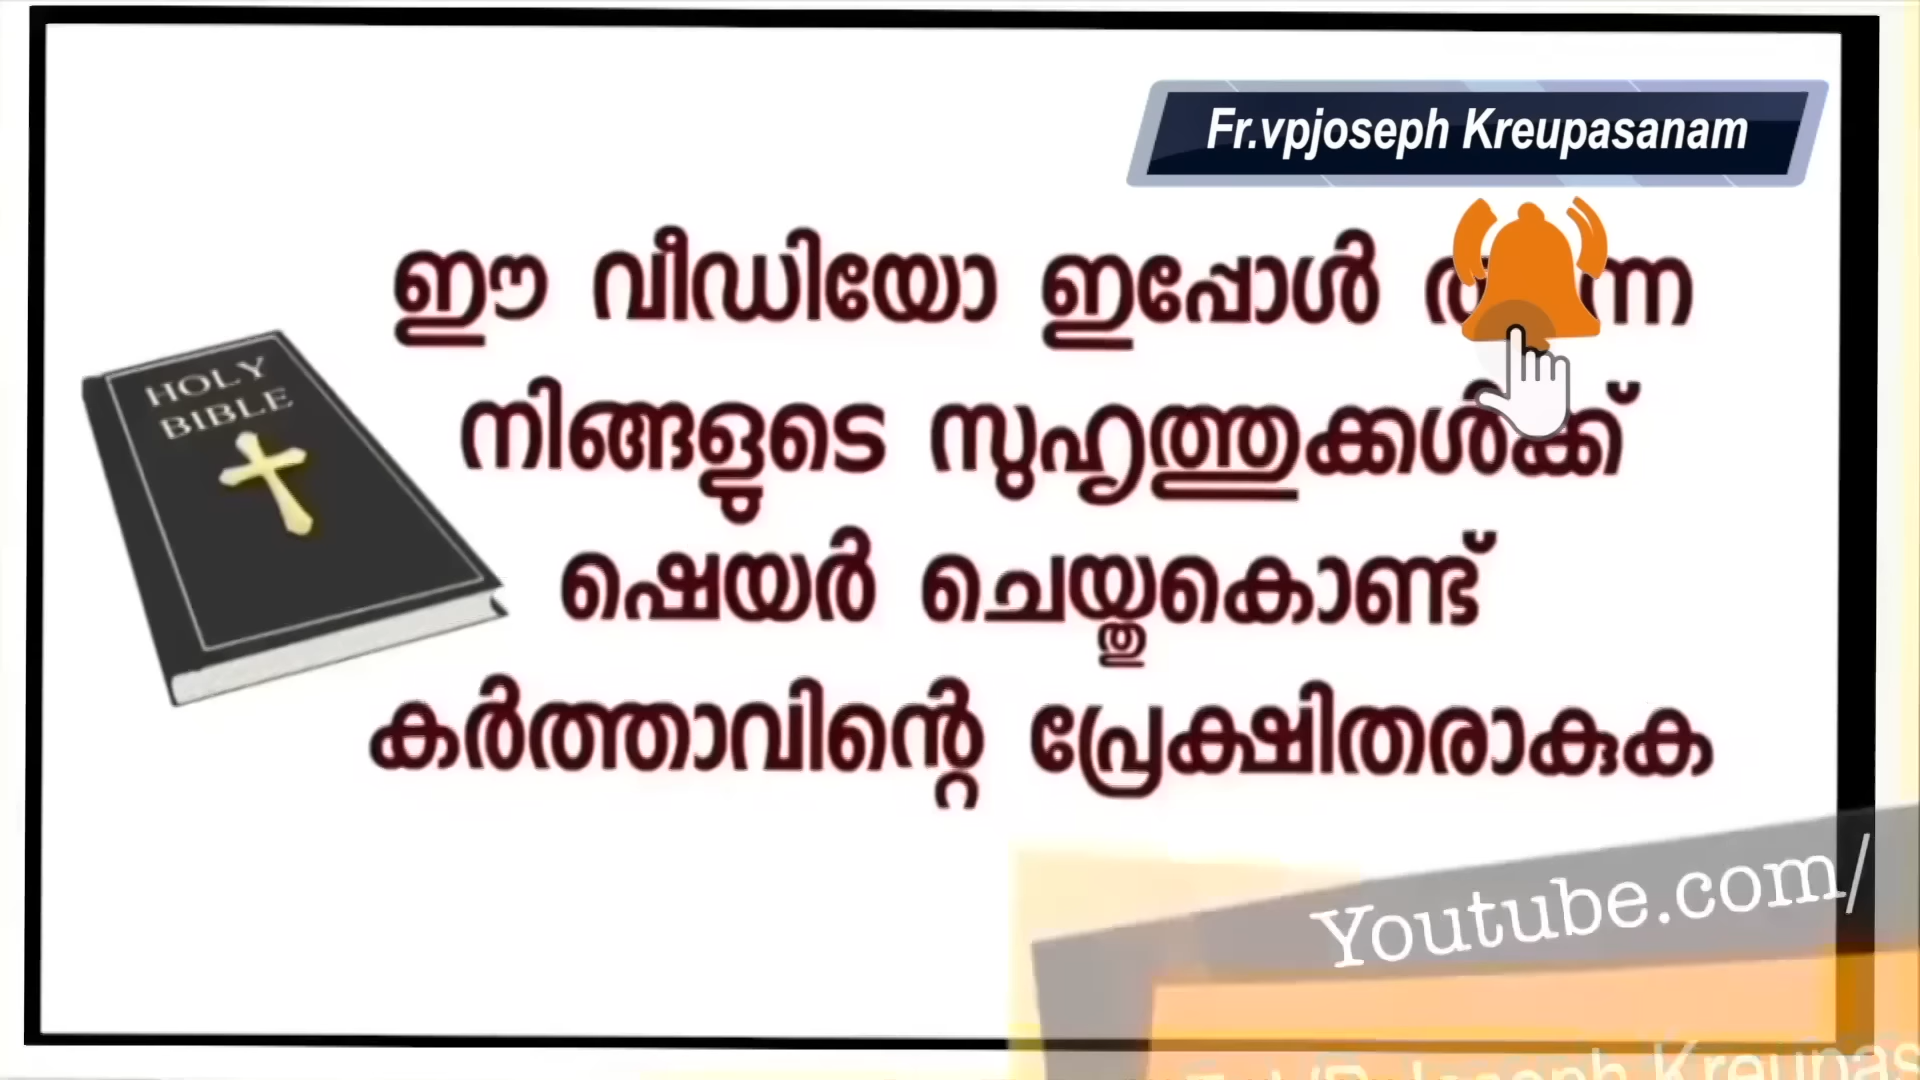 Fr.vpjoseph Kreupasanam
ഈ വീഡിയോ ഇപ്പോൾ
നിങ്ങളുടെ സുഹൃത്തുക്കൾക്ക്
ഷെയർ ചെയ്തുകൊണ്ട്
കർത്താവിന്റെ പ്രേക്ഷിതരാകുക
HOLY
BIBLE
Youtube.com/